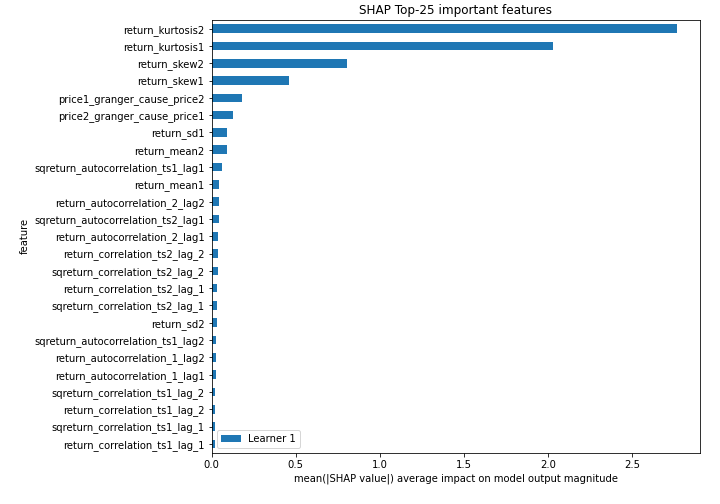 SHAP Top-25 important features
return_kurtosis2
return_kurtosis1
return_skew2
return_skew1
price1_granger_cause_price2
price2_granger_cause_price1
return_sd1
return_mean2
sqreturn_autocorrelation_ts1_lag1
return_mean1
return_autocorrelation_2_lag2
sqreturn_autocorrelation_ts2_lag1
return_autocorrelation_2_lag1
return_correlation_ts2_lag_2
sqreturn_correlation_ts2_lag_2
return_correlation_ts2_lag_1
sqreturn_correlation_ts2_lag_1
return_sd2
sqreturn_autocorrelation_ts1_lag2
return_autocorrelation_1_lag2
return_autocorrelation_1_lag1
sqreturn_correlation_ts1_lag_2
return_correlation_ts1_lag_2
sqreturn_correlation_ts1_lag_1
return_correlation_ts1_lag_1
feature
Learner 1
0.0 0.5 1.0 1.5 2.0 2.5
mean(|SHAP value|) average impact on model output magnitude